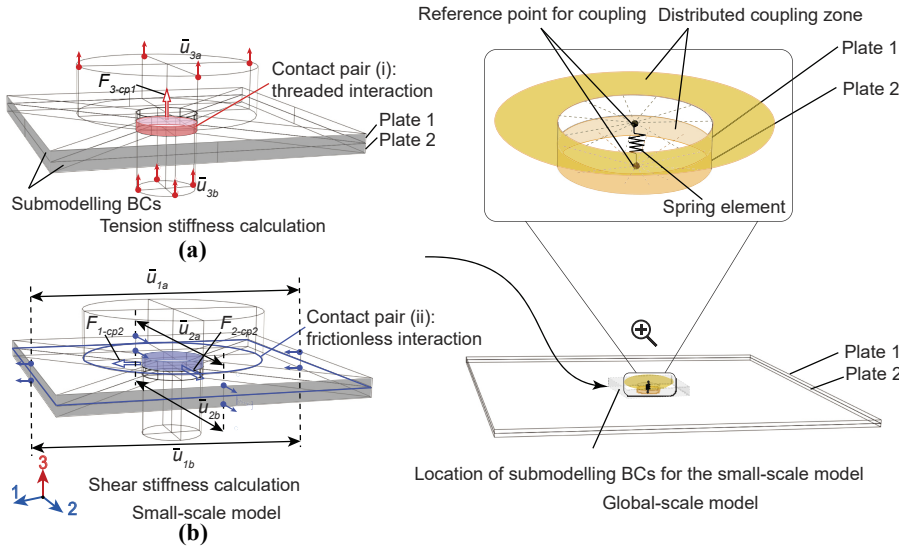 ū3a
F3-cp1
Contact pair (i):
threaded interaction
Plate 1
Plate 2
ū3b
Submodelling BCs
Tension stiffness calculation
(a)
ū1a
F1-cp2
ū2a
F2-cp2
Contact pair (ii):
frictionless interaction
ū2b
ū1b
3
1
2
Shear stiffness calculation
Small-scale model
(b)
Reference point for coupling
Distributed coupling zone
Plate 1
Plate 2
Spring element
Plate 1
Plate 2
Location of submodelling BCs for the small-scale model
Global-scale model